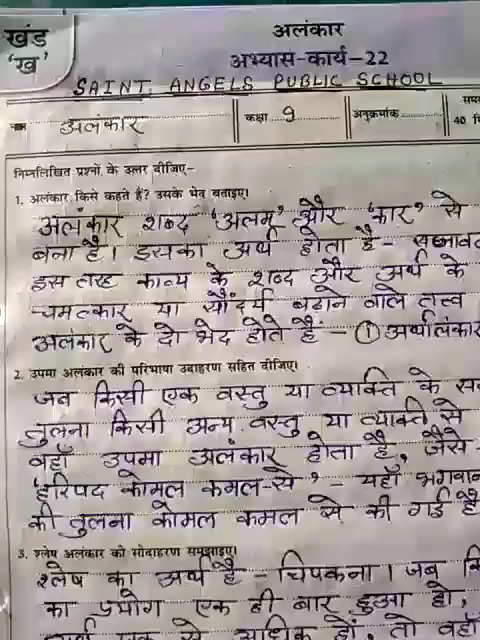 खंड
'ख'
अलंकार
अभ्यास-कार्य-22
SAINT ANGELS PUBLIC SCHOOL
अलंकार
कक्षा 9
अनुक्रमांक
40
निम्नलिखित प्रश्नों के उत्तर दीजिए-
1. अलंकार किसे कहते हैं? उसके भेद बताइए।
अलंकार शब्द 'अलम्' और 'कार' से
बना है। इसका अर्थ होता है - सजावट
इस तरह काव्य के शब्द और अर्थ के
चमत्कार या सौंदर्य बढ़ाने वाले तत्व
अलंकार के दो भेद होते हैं - ① अर्थालंकार
2. उपमा अलंकार की परिभाषा उदाहरण सहित दीजिए।
जब किसी एक वस्तु या व्यक्ति के
तुलना किसी अन्य वस्तु या व्यक्ति से
वहाँ उपमा अलंकार होता है, जैसे -
'हरिपद कोमल कमल-से' - यहाँ भगवान
की तुलना कोमल कमल से की गई है
3. श्लेष अलंकार को सोदाहरण समझाइए।
श्लेष का अर्थ है - चिपकना। जब
का प्रयोग एक ही बार हुआ हो,
एक से अधिक हों, तो वहाँ